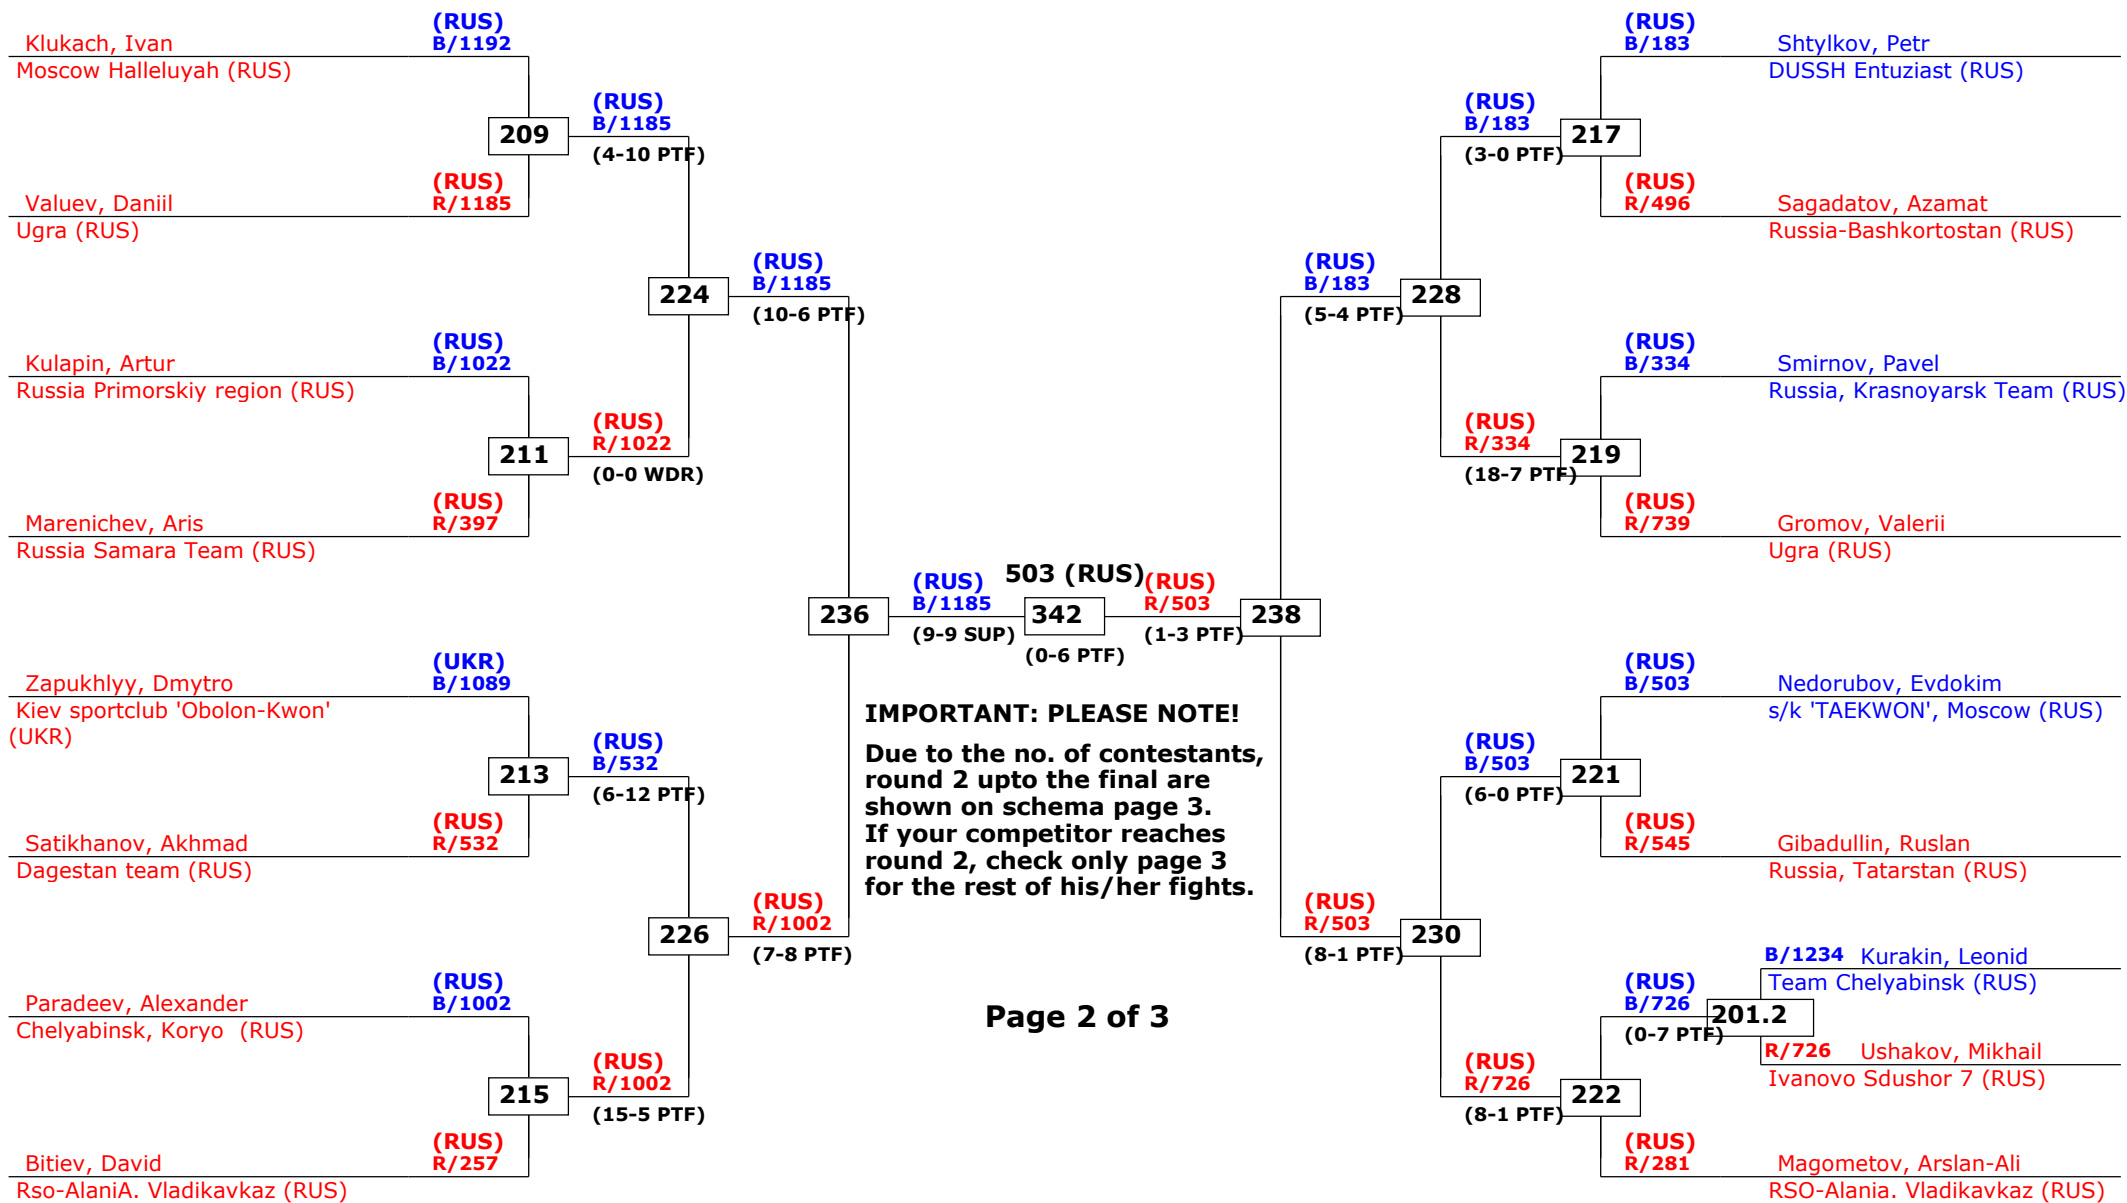 (RUS)
Klukach, Ivan B/1192
Moscow Halleluyah (RUS)
(RUS)
B/1185
209
(4-10 PTF)
(RUS)
Valuev, Daniil R/1185
Ugra (RUS)
(RUS)
B/1185
224
(10-6 PTF)
(RUS)
Kulapin, Artur B/1022
Russia Primorskiy region (RUS)
(RUS)
R/1022
211
(0-0 WDR)
(RUS)
Marenichev, Aris R/397
Russia Samara Team (RUS)
236
(RUS)
B/1185
(9-9 SUP)
503 (RUS)
342
(0-6 PTF)
(RUS)
R/503
(1-3 PTF)
238
(UKR)
Zapukhlyy, Dmytro B/1089
Kiev sportclub 'Obolon-Kwon'
(UKR)
(RUS)
B/532
213
(6-12 PTF)
(RUS)
Satikhanov, Akhmad R/532
Dagestan team (RUS)
(RUS)
R/1002
226
(7-8 PTF)
(RUS)
Paradeev, Alexander B/1002
Chelyabinsk, Koryo (RUS)
(RUS)
R/1002
215
(15-5 PTF)
(RUS)
Bitiev, David R/257
Rso-AlaniA. Vladikavkaz (RUS)
IMPORTANT: PLEASE NOTE!
Due to the no. of contestants,
round 2 upto the final are
shown on schema page 3.
If your competitor reaches
round 2, check only page 3
for the rest of his/her fights.
Page 2 of 3
(RUS)
B/183 Shtylkov, Petr
DUSSH Entuziast (RUS)
(RUS)
B/183
217
(3-0 PTF)
(RUS)
R/496 Sagadatov, Azamat
Russia-Bashkortostan (RUS)
(RUS)
B/183
228
(5-4 PTF)
(RUS)
B/334 Smirnov, Pavel
Russia, Krasnoyarsk Team (RUS)
(RUS)
R/334
219
(18-7 PTF)
(RUS)
R/739 Gromov, Valerii
Ugra (RUS)
(RUS)
B/503 Nedorubov, Evdokim
s/k 'TAEKWON', Moscow (RUS)
(RUS)
B/503
221
(6-0 PTF)
(RUS)
R/545 Gibadullin, Ruslan
Russia, Tatarstan (RUS)
(RUS)
R/503
230
(8-1 PTF)
B/1234 Kurakin, Leonid
Team Chelyabinsk (RUS)
(RUS)
B/726
201.2
(0-7 PTF)
R/726 Ushakov, Mikhail
Ivanovo Sdushor 7 (RUS)
(RUS)
R/726
222
(8-1 PTF)
(RUS)
R/281 Magometov, Arslan-Ali
RSO-Alania. Vladikavkaz (RUS)